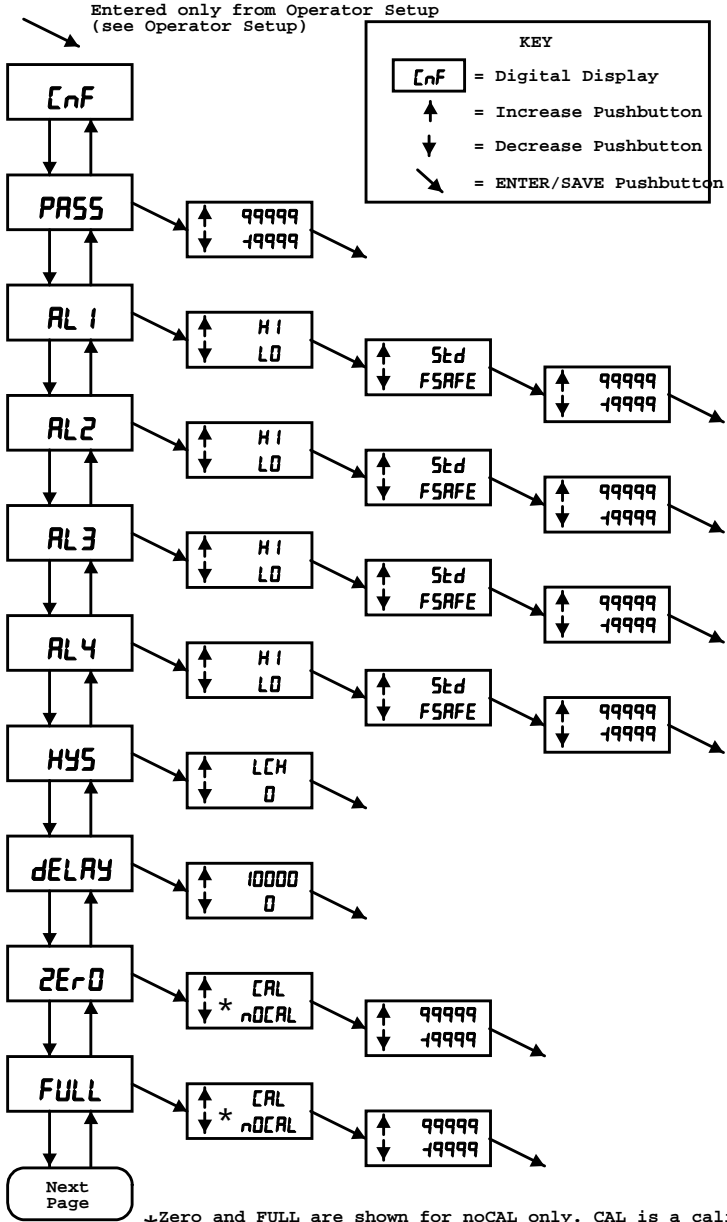 Entered only from Operator Setup
(see Operator Setup)
KEY
CnF = Digital Display
= Increase Pushbutton
= Decrease Pushbutton
= ENTER/SAVE Pushbutton
CnF
PASS
99999
-19999
AL1
HI
LO
Std
FSAFE
99999
-19999
AL2
HI
LO
Std
FSAFE
99999
-19999
AL3
HI
LO
Std
FSAFE
99999
-19999
AL4
HI
LO
Std
FSAFE
99999
-19999
HYS
LCH
0
dELAY
10000
0
ZErO
CAL
* nOCAL
99999
-19999
FULL
CAL
* nOCAL
99999
-19999
Next
Page
*Zero and FULL are shown for noCAL only. CAL is a cal